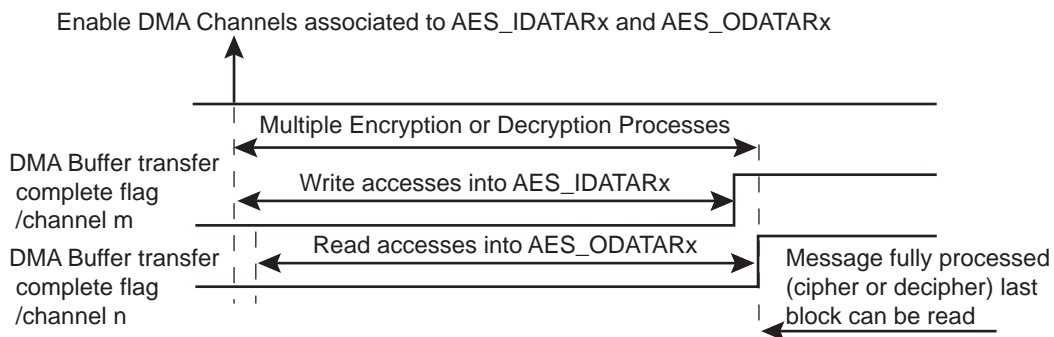 Enable DMA Channels associated to AES_IDATARx and AES_ODATARx
Multiple Encryption or Decryption Processes
DMA Buffer transfer
complete flag
/channel m
Write accesses into AES_IDATARx
Read accesses into AES_ODATARx
DMA Buffer transfer
complete flag
/channel n
Message fully processed
(cipher or decipher) last
block can be read